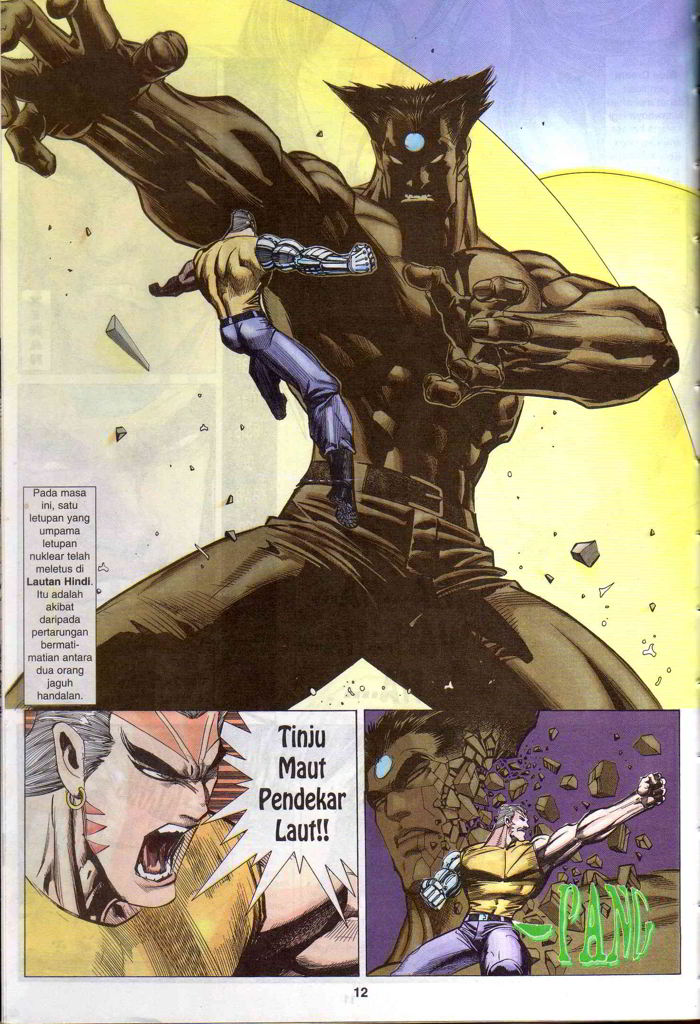 Pada masa
ini, satu
letupan yang
umpama
letupan
nuklear telah
meletus di
Lautan Hindi.
Itu adalah
akibat
daripada
pertarungan
bermati-
matian antara
dua orang
jaguh
handalan.
Tinju
Maut
Pendekar
Laut!!
PANG
12